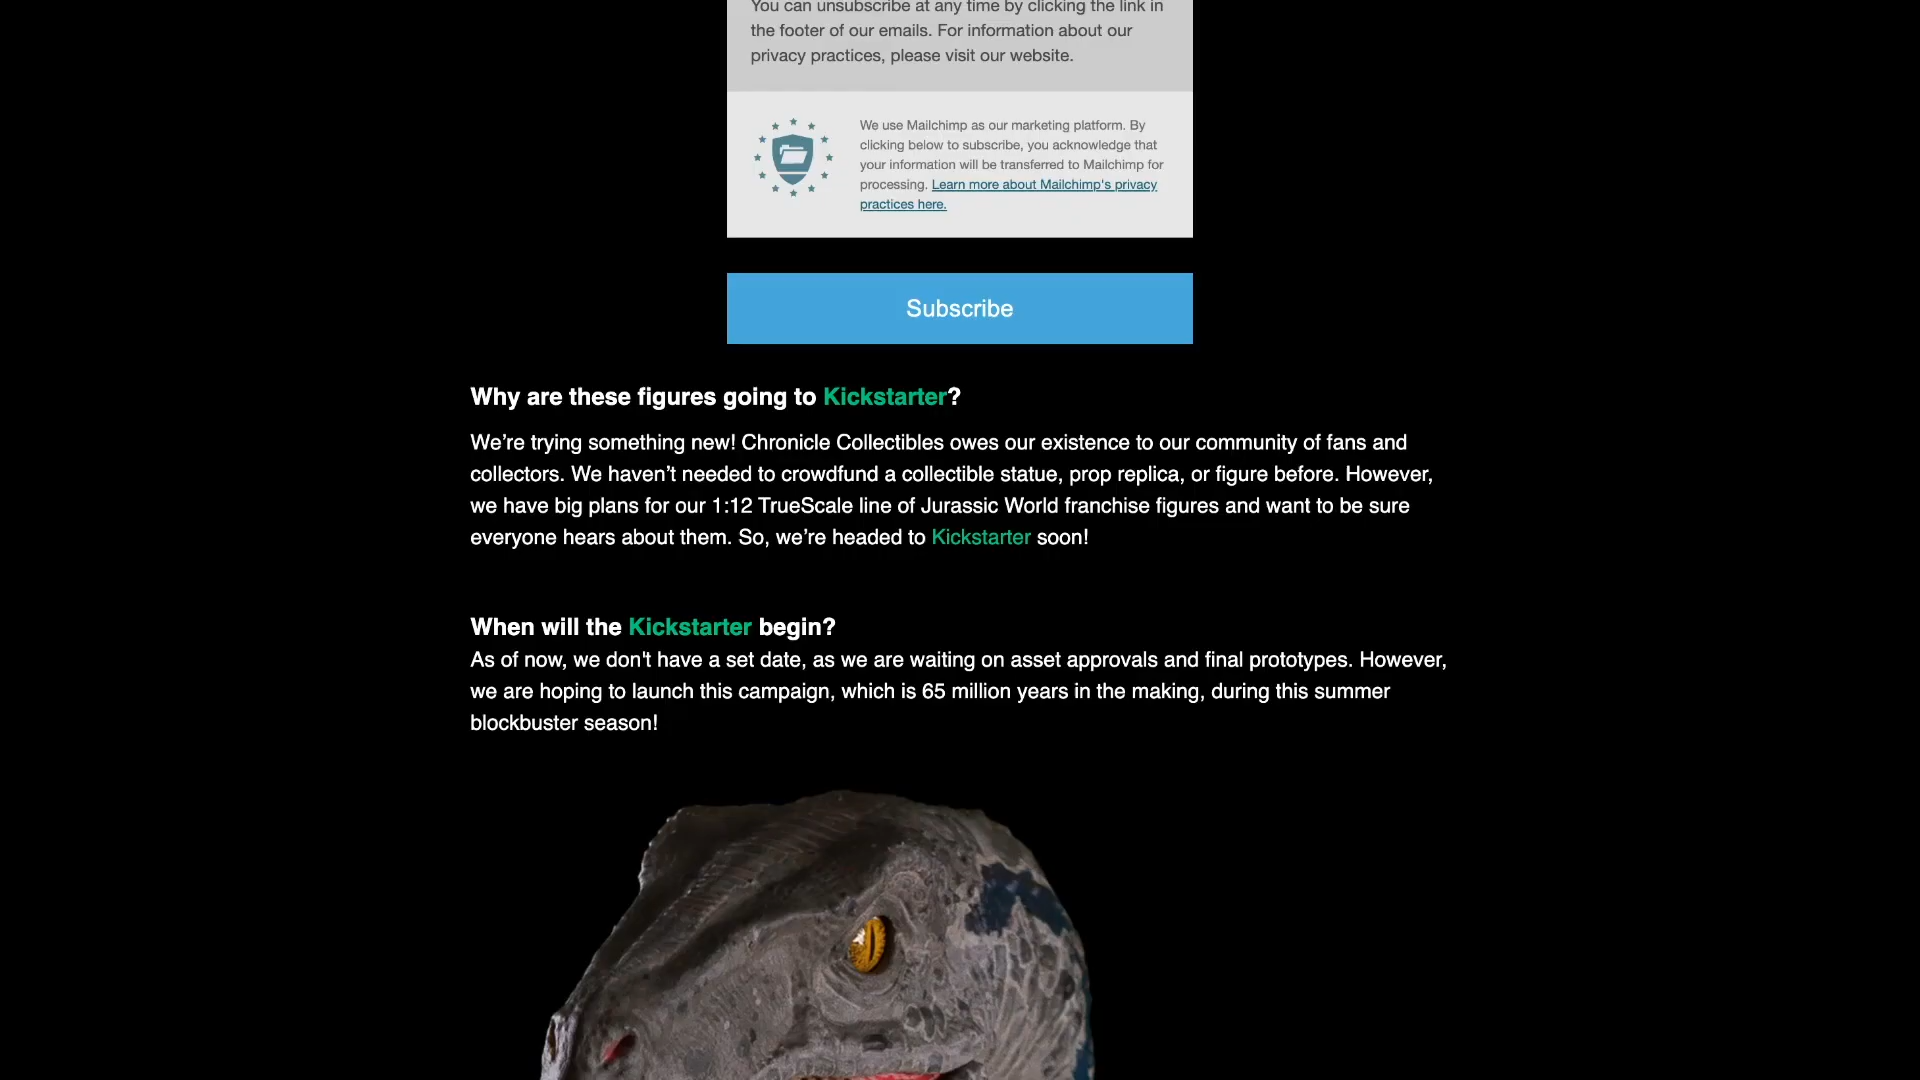 You can unsubscribe at any time by clicking the link in
the footer of our emails. For information about our
privacy practices, please visit our website.
We use Mailchimp as our marketing platform. By
clicking below to subscribe, you acknowledge that
your information will be transferred to Mailchimp for
processing. Learn more about Mailchimp's privacy
practices here.
Subscribe
Why are these figures going to Kickstarter?
We’re trying something new! Chronicle Collectibles owes our existence to our community of fans and
collectors. We haven’t needed to crowdfund a collectible statue, prop replica, or figure before. However,
we have big plans for our 1:12 TrueScale line of Jurassic World franchise figures and want to be sure
everyone hears about them. So, we’re headed to Kickstarter soon!
When will the Kickstarter begin?
As of now, we don't have a set date, as we are waiting on asset approvals and final prototypes. However,
we are hoping to launch this campaign, which is 65 million years in the making, during this summer
blockbuster season!